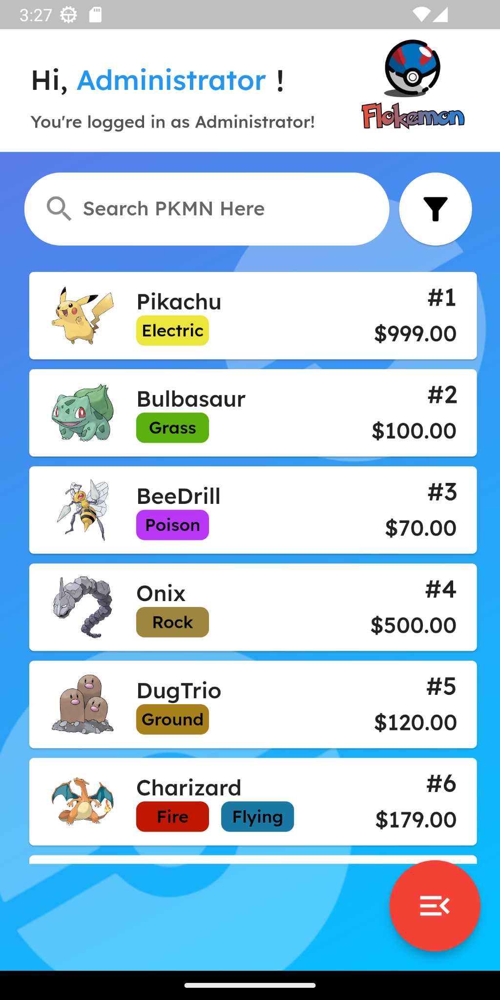 3:27
Hi, Administrator !
You're logged in as Administrator!
Flokemon
Search PKMN Here
Pikachu
#1
Electric
$999.00
Bulbasaur
#2
Grass
$100.00
BeeDrill
#3
Poison
$70.00
Onix
#4
Rock
$500.00
DugTrio
#5
Ground
$120.00
Charizard
#6
Fire Flying
$179.00